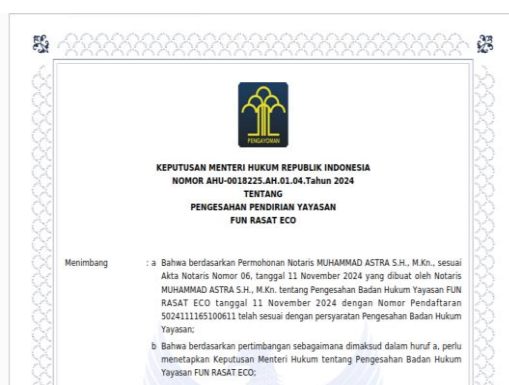 PENGAYOMAN
KEPUTUSAN MENTERI HUKUM REPUBLIK INDONESIA
NOMOR AHU-0018225.AH.01.04.Tahun 2024
TENTANG
PENGESAHAN PENDIRIAN YAYASAN
FUN RASAT ECO
Menimbang : a Bahwa berdasarkan Permohonan Notaris MUHAMMAD ASTRA S.H., M.Kn., sesuai
Akta Notaris Nomor 06, tanggal 11 November 2024 yang dibuat oleh Notaris
MUHAMMAD ASTRA S.H., M.Kn. tentang Pengesahan Badan Hukum Yayasan FUN
RASAT ECO tanggal 11 November 2024 dengan Nomor Pendaftaran
5024111165100611 telah sesuai dengan persyaratan Pengesahan Badan Hukum
Yayasan;
b Bahwa berdasarkan pertimbangan sebagaimana dimaksud dalam huruf a, perlu
menetapkan Keputusan Menteri Hukum tentang Pengesahan Badan Hukum
Yayasan FUN RASAT ECO;